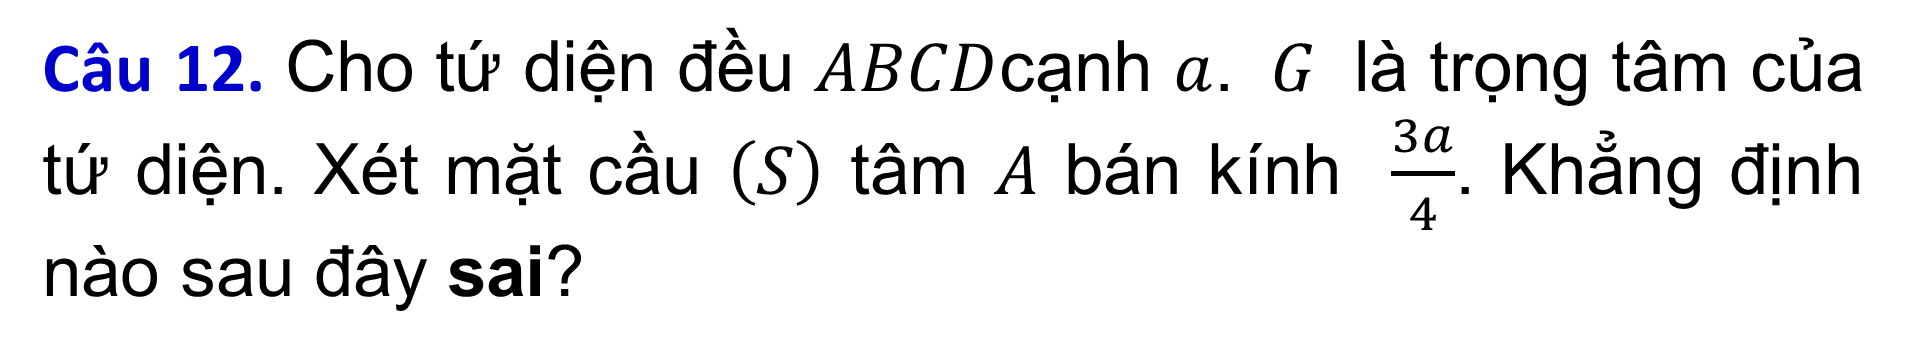 Câu 12. Cho tứ diện đều ABCDcạnh a. G là trọng tâm của
tứ diện. Xét mặt cầu (S) tâm A bán kính \frac{3a}{4}. Khẳng định
nào sau đây sai?